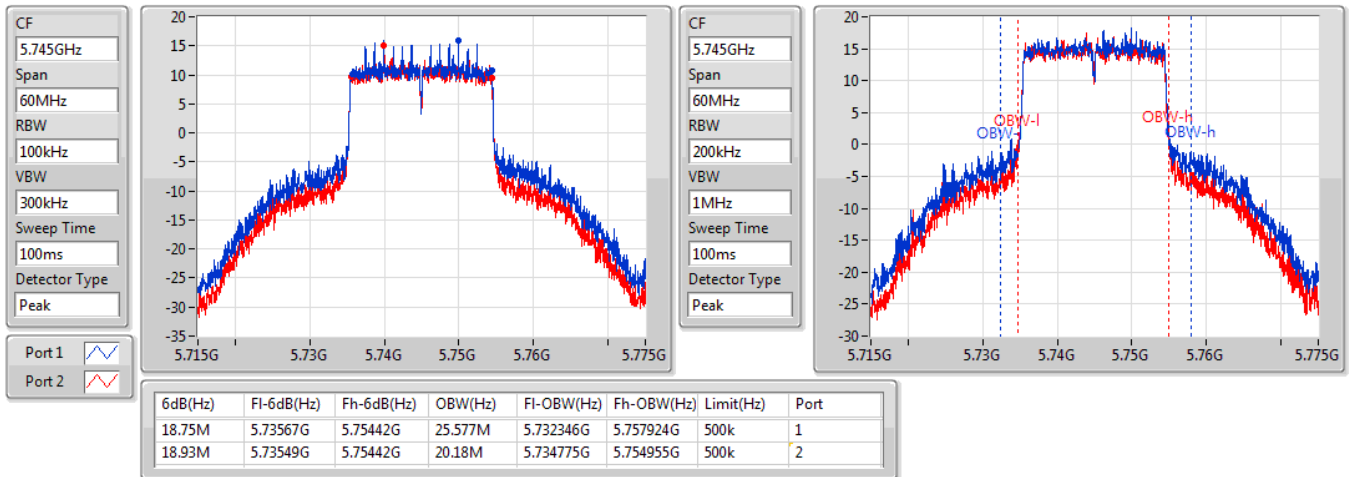 CF
5.745GHz
Span
60MHz
RBW
100kHz
VBW
300kHz
Sweep Time
100ms
Detector Type
Peak
Port 1
Port 2
20
15
10
5
0
-5
-10
-15
-20
-25
-30
-35
5.715G 5.73G 5.74G 5.75G 5.76G 5.775G
CF
5.745GHz
Span
60MHz
RBW
200kHz
VBW
1MHz
Sweep Time
100ms
Detector Type
Peak
20
15
10
5
0
-5
-10
-15
-20
-25
-30
OBW-l
OBW-
OBW-h
OBW-h
5.715G 5.73G 5.74G 5.75G 5.76G 5.775G
6dB(Hz) Fl-6dB(Hz) Fh-6dB(Hz) OBW(Hz) Fl-OBW(Hz) Fh-OBW(Hz) Limit(Hz) Port
18.75M 5.73567G 5.75442G 25.577M 5.732346G 5.757924G 500k 1
18.93M 5.73549G 5.75442G 20.18M 5.734775G 5.754955G 500k 2